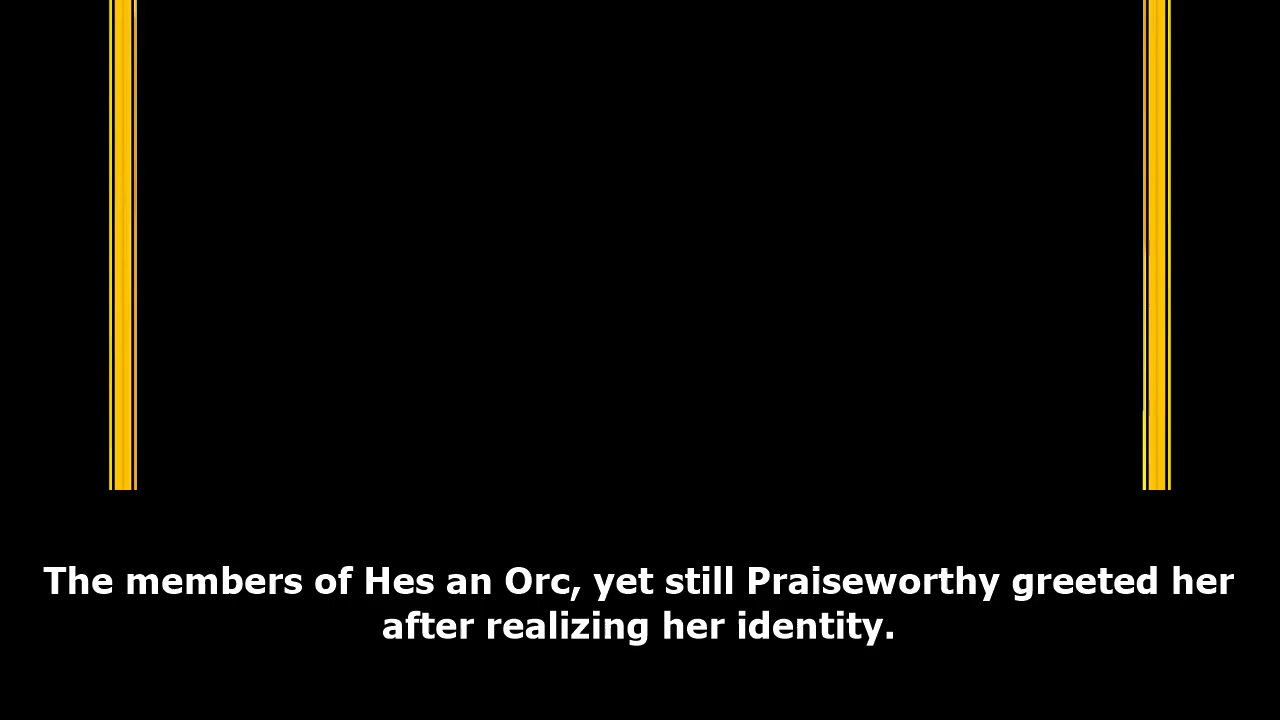 The members of Hes an Orc, yet still Praiseworthy greeted her
after realizing her identity.